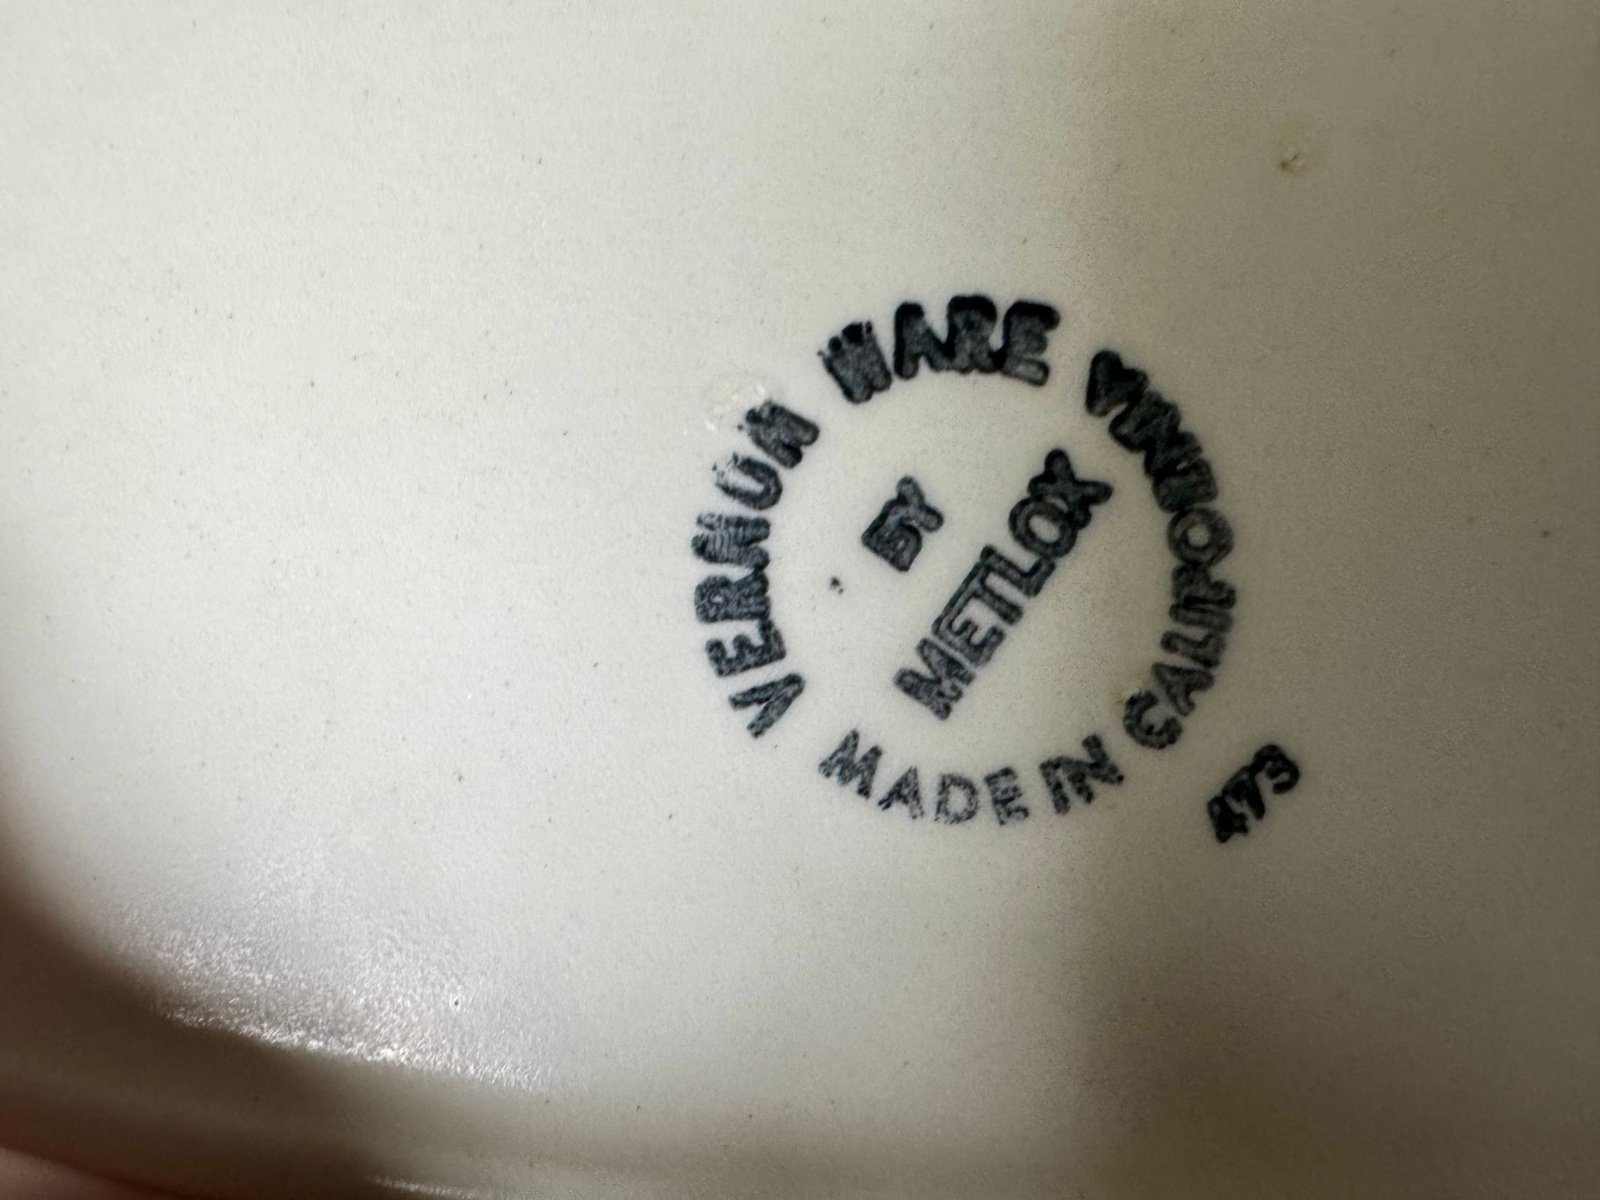 VERNON WARE
BY
METLOX
MADE IN CALIFORNIA
473